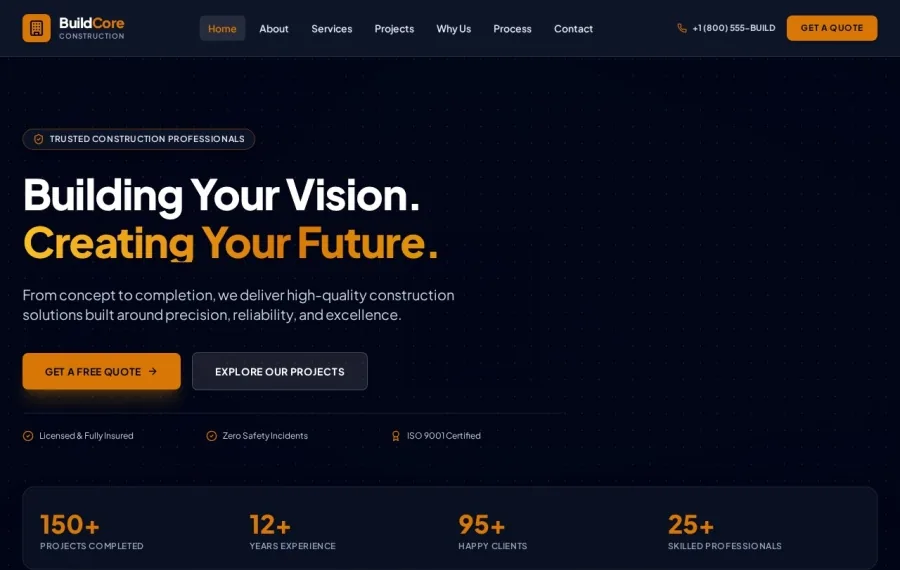 BuildCore
CONSTRUCTION
Home About Services Projects Why Us Process Contact
+1 (800) 555-BUILD
GET A QUOTE
TRUSTED CONSTRUCTION PROFESSIONALS
Building Your Vision.
Creating Your Future.
From concept to completion, we deliver high-quality construction
solutions built around precision, reliability, and excellence.
GET A FREE QUOTE →
EXPLORE OUR PROJECTS
Licensed & Fully Insured
Zero Safety Incidents
ISO 9001 Certified
150+
PROJECTS COMPLETED
12+
YEARS EXPERIENCE
95+
HAPPY CLIENTS
25+
SKILLED PROFESSIONALS